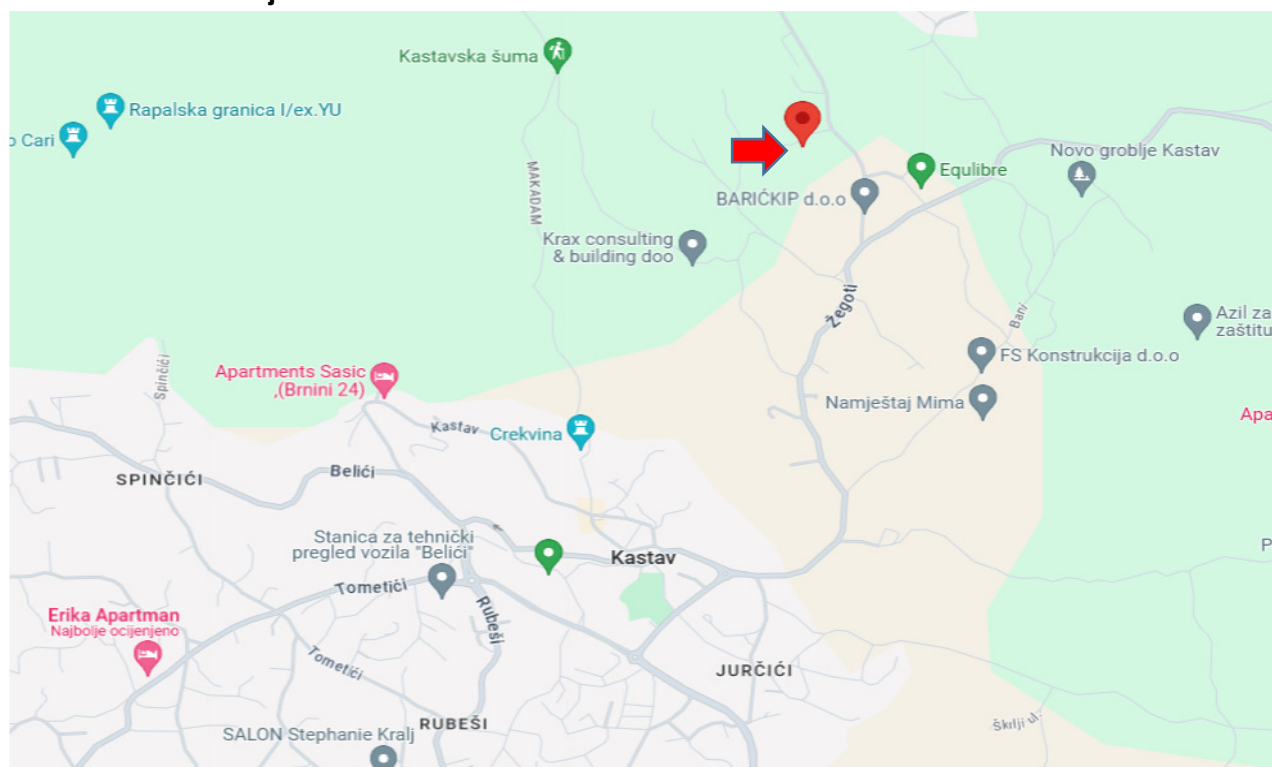 Kastavska šuma
Rapalska granica I/ex.YU
Cari
MAKADAM
Novo groblje Kastav
Equlibre
BARIĆKIP d.o.o
Krax consulting
& building doo
Žegoti
Bani
Azil za
zaštitu
FS Konstrukcija d.o.o
Spinčići
Apartments Sasic
,(Brnini 24)
Namještaj Mima
Apa
Kastav
Crekvina
SPINČIĆI
Belići
Stanica za tehnički
pregled vozila "Belići"
Kastav
P
Tometići
Rubeši
Erika Apartman
Najbolje ocijenjeno
Tometići
JURČIĆI
RUBEŠI
Škrlji ul.
SALON Stephanie Kralj